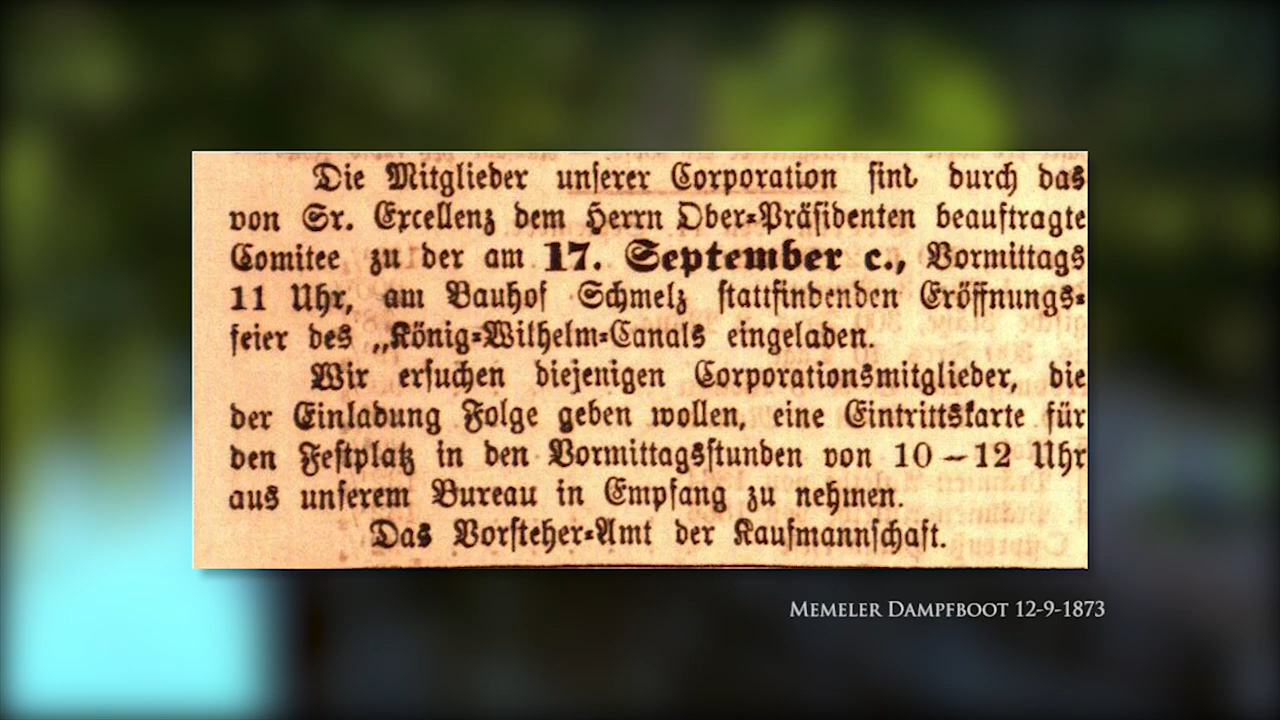 Die Mitglieder unserer Corporation sind durch das
von Sr. Excellenz dem Herrn Ober=Präsidenten beauftragte
Comitee zu der am 17. September c., Vormittags
11 Uhr, am Bauhof Schmelz stattfindenden Eröffnungs=
feier des „König=Wilhelm=Canals eingeladen.
Wir ersuchen diejenigen Corporationsmitglieder, die
der Einladung Folge geben wollen, eine Eintrittskarte für
den Festplatz in den Vormittagsstunden von 10–12 Uhr
aus unserem Bureau in Empfang zu nehmen.
Das Vorsteher=Amt der Kaufmannschaft.
Memeler Dampfboot 12-9-1873